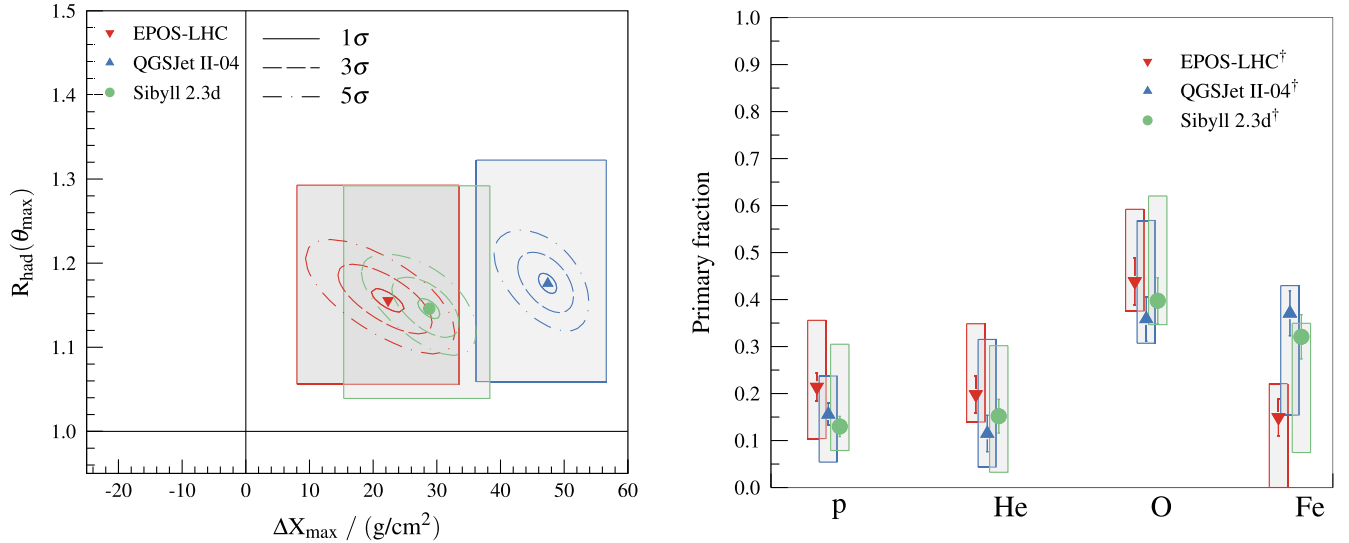 1.5
1.4
1.3
1.2
1.1
1.0
R_had(θ_max)
EPOS-LHC
QGSJet II-04
Sibyll 2.3d
1σ
3σ
5σ
-20 -10 0 10 20 30 40 50 60
ΔX_max / (g/cm²)
1.0
0.9
0.8
0.7
0.6
0.5
0.4
0.3
0.2
0.1
0.0
Primary fraction
EPOS-LHC†
QGSJet II-04†
Sibyll 2.3d†
p He O Fe